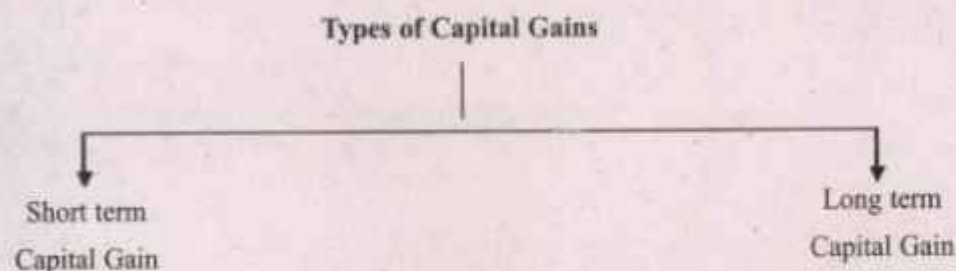 Types of Capital Gains
Short term
Capital Gain
Long term
Capital Gain